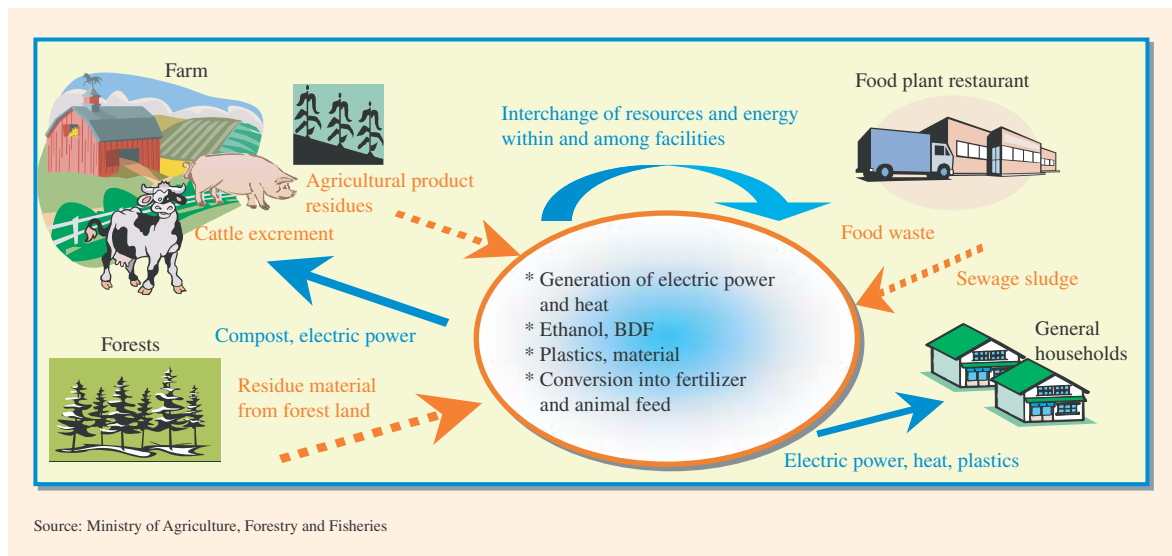 Farm
Food plant restaurant
Interchange of resources and energy
within and among facilities
Agricultural product
residues
Cattle excrement
Food waste
Sewage sludge
* Generation of electric power
and heat
* Ethanol, BDF
* Plastics, material
* Conversion into fertilizer
and animal feed
Compost, electric power
General
households
Forests
Residue material
from forest land
Electric power, heat, plastics
Source: Ministry of Agriculture, Forestry and Fisheries